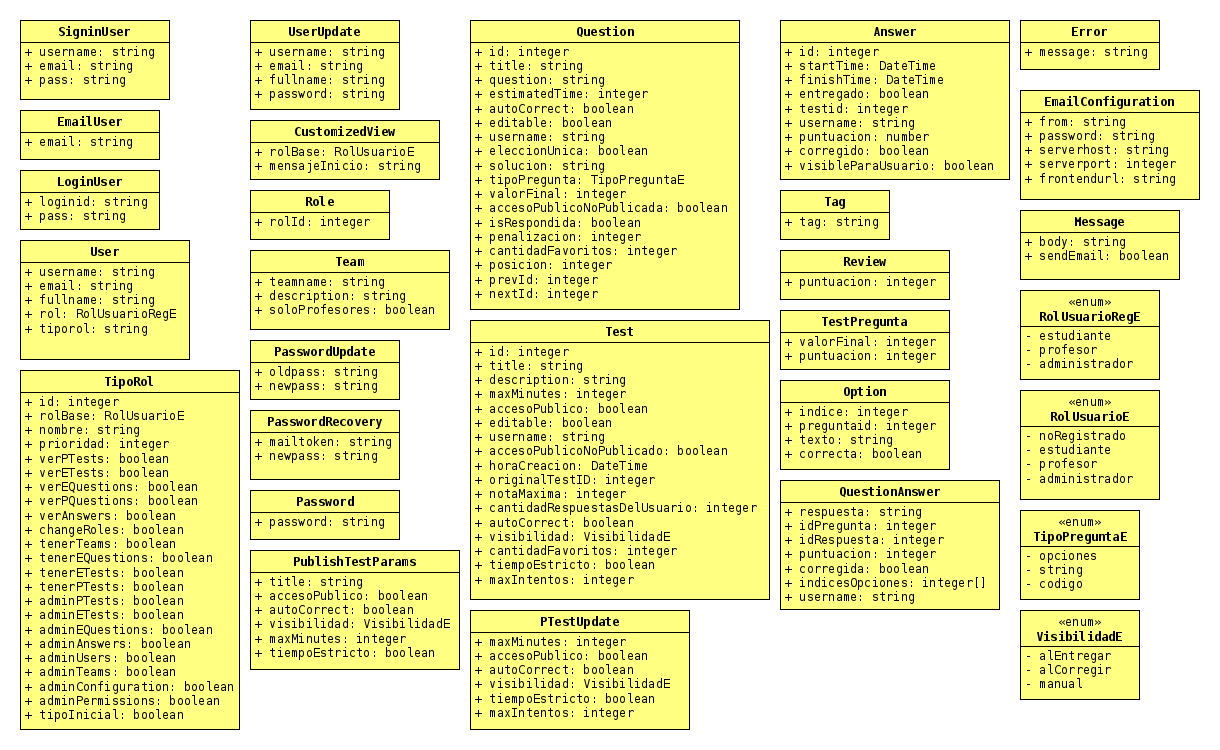 SigninUser
+ username: string
+ email: string
+ pass: string
EmailUser
+ email: string
LoginUser
+ loginid: string
+ pass: string
User
+ username: string
+ email: string
+ fullname: string
+ rol: RolUsuarioRegE
+ tiporol: string
TipoRol
+ id: integer
+ rolBase: RolUsuarioE
+ nombre: string
+ prioridad: integer
+ verPTests: boolean
+ verETests: boolean
+ verEQuestions: boolean
+ verPQuestions: boolean
+ verAnswers: boolean
+ changeRoles: boolean
+ tenerTeams: boolean
+ tenerEQuestions: boolean
+ tenerETests: boolean
+ tenerPTests: boolean
+ adminPTests: boolean
+ adminETests: boolean
+ adminEQuestions: boolean
+ adminAnswers: boolean
+ adminUsers: boolean
+ adminTeams: boolean
+ adminConfiguration: boolean
+ adminPermissions: boolean
+ tipoInicial: boolean
UserUpdate
+ username: string
+ email: string
+ fullname: string
+ password: string
CustomizedView
+ rolBase: RolUsuarioE
+ mensajeInicio: string
Role
+ rolId: integer
Team
+ teamname: string
+ description: string
+ soloProfesores: boolean
PasswordUpdate
+ oldpass: string
+ newpass: string
PasswordRecovery
+ mailtoken: string
+ newpass: string
Password
+ password: string
PublishTestParams
+ title: string
+ accesoPublico: boolean
+ autoCorrect: boolean
+ visibilidad: VisibilidadE
+ maxMinutes: integer
+ tiempoEstricto: boolean
Question
+ id: integer
+ title: string
+ question: string
+ estimatedTime: integer
+ autoCorrect: boolean
+ editable: boolean
+ username: string
+ eleccionUnica: boolean
+ solucion: string
+ tipoPregunta: TipoPreguntaE
+ valorFinal: integer
+ accesoPublicoNoPublicada: boolean
+ isRespondida: boolean
+ penalizacion: integer
+ cantidadFavoritos: integer
+ posicion: integer
+ prevId: integer
+ nextId: integer
Test
+ id: integer
+ title: string
+ description: string
+ maxMinutes: integer
+ accesoPublico: boolean
+ editable: boolean
+ username: string
+ accesoPublicoNoPublicado: boolean
+ horaCreacion: DateTime
+ originalTestID: integer
+ notaMaxima: integer
+ cantidadRespuestasDelUsuario: integer
+ autoCorrect: boolean
+ visibilidad: VisibilidadE
+ cantidadFavoritos: integer
+ tiempoEstricto: boolean
+ maxIntentos: integer
PTestUpdate
+ maxMinutes: integer
+ accesoPublico: boolean
+ autoCorrect: boolean
+ visibilidad: VisibilidadE
+ tiempoEstricto: boolean
+ maxIntentos: integer
Answer
+ id: integer
+ startTime: DateTime
+ finishTime: DateTime
+ entregado: boolean
+ testid: integer
+ username: string
+ puntuacion: number
+ corregido: boolean
+ visibleParaUsuario: boolean
Tag
+ tag: string
Review
+ puntuacion: integer
TestPregunta
+ valorFinal: integer
+ puntuacion: integer
Option
+ indice: integer
+ preguntaid: integer
+ texto: string
+ correcta: boolean
QuestionAnswer
+ respuesta: string
+ idPregunta: integer
+ idRespuesta: integer
+ puntuacion: integer
+ corregida: boolean
+ indicesOpciones: integer[]
+ username: string
Error
+ message: string
EmailConfiguration
+ from: string
+ password: string
+ serverhost: string
+ serverport: integer
+ frontendurl: string
Message
+ body: string
+ sendEmail: boolean
«enum»
RolUsuarioRegE
- estudiante
- profesor
- administrador
«enum»
RolUsuarioE
- noRegistrado
- estudiante
- profesor
- administrador
«enum»
TipoPreguntaE
- opciones
- string
- codigo
«enum»
VisibilidadE
- alEntregar
- alCorregir
- manual